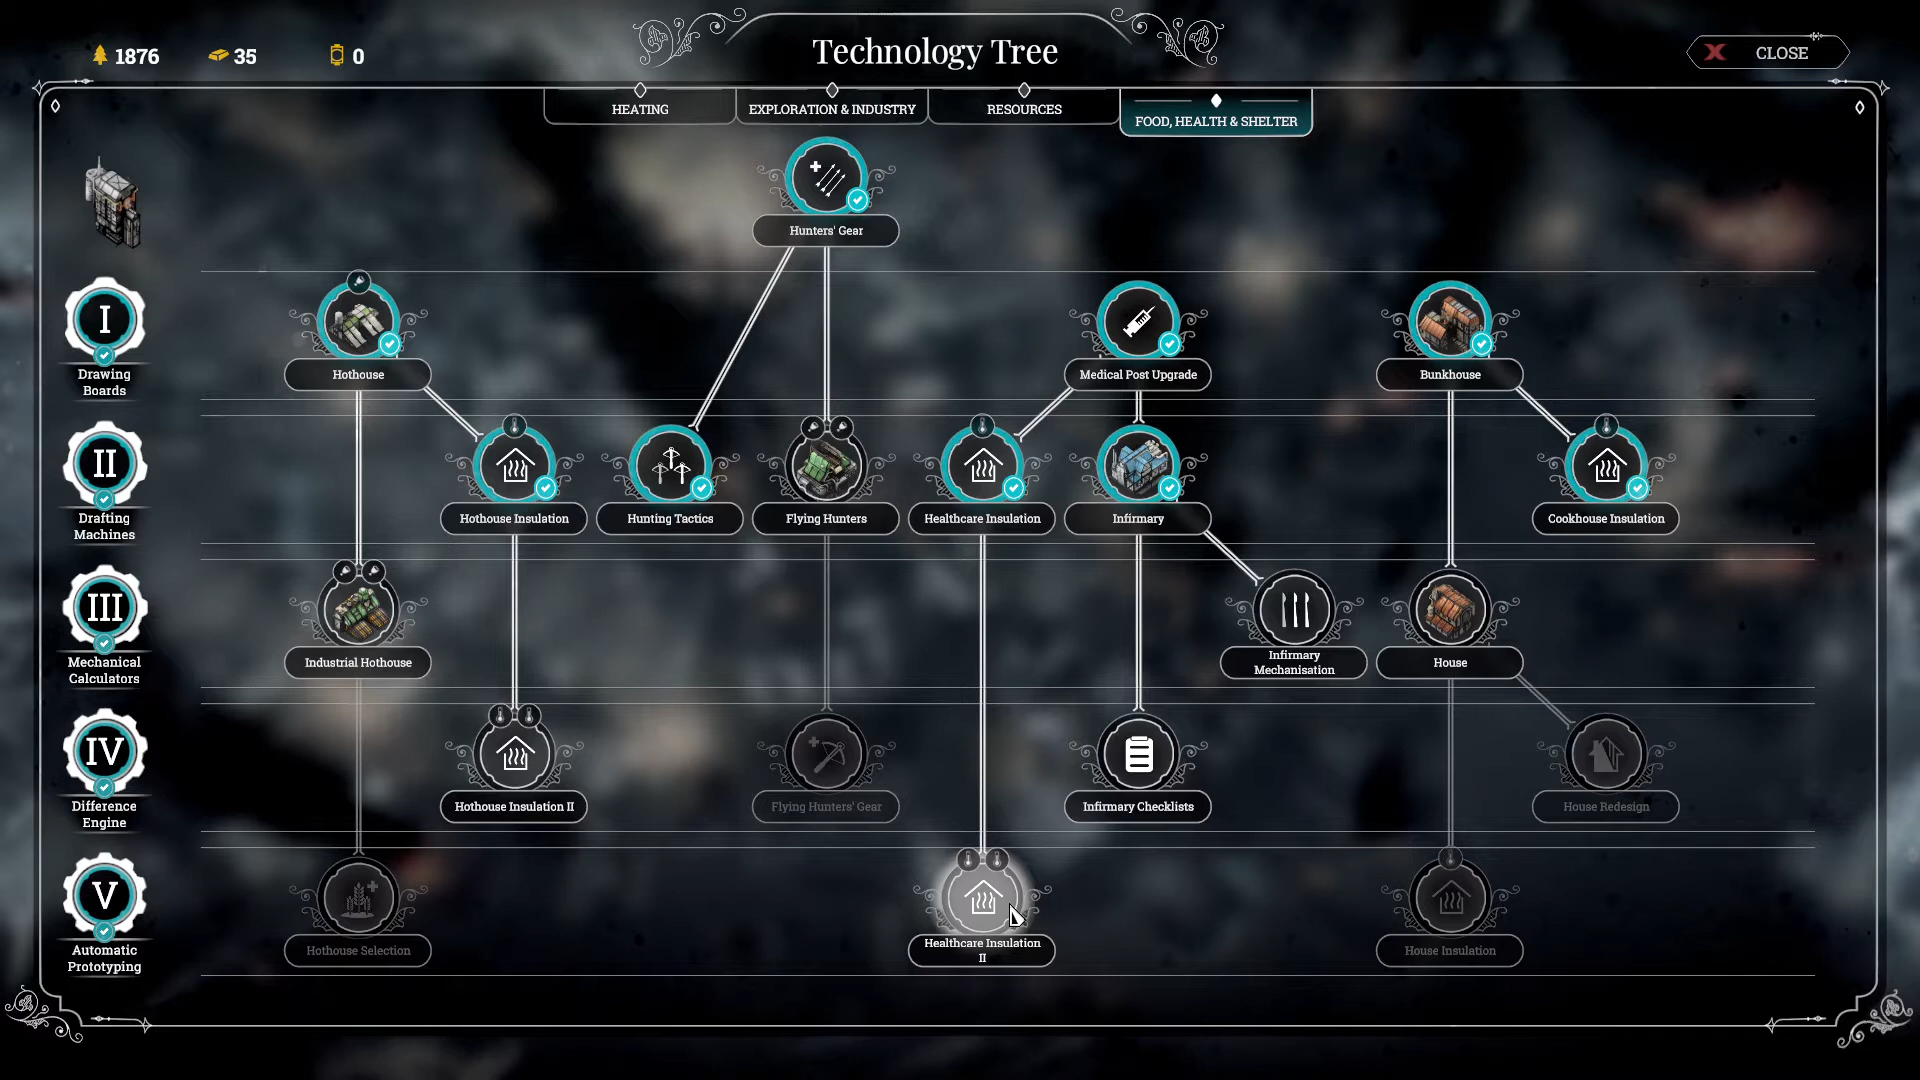 1876
35
0
Technology Tree
CLOSE
HEATING
EXPLORATION & INDUSTRY
RESOURCES
FOOD, HEALTH & SHELTER
Hunters' Gear
I
Drawing
Boards
Hothouse
Medical Post Upgrade
Bunkhouse
II
Drafting
Machines
Hothouse Insulation
Hunting Tactics
Flying Hunters
Healthcare Insulation
Infirmary
Cookhouse Insulation
III
Mechanical
Calculators
Industrial Hothouse
Infirmary
Mechanisation
House
IV
Difference
Engine
Hothouse Insulation II
Flying Hunters' Gear
Infirmary Checklists
House Redesign
V
Automatic
Prototyping
Hothouse Selection
Healthcare Insulation
II
House Insulation